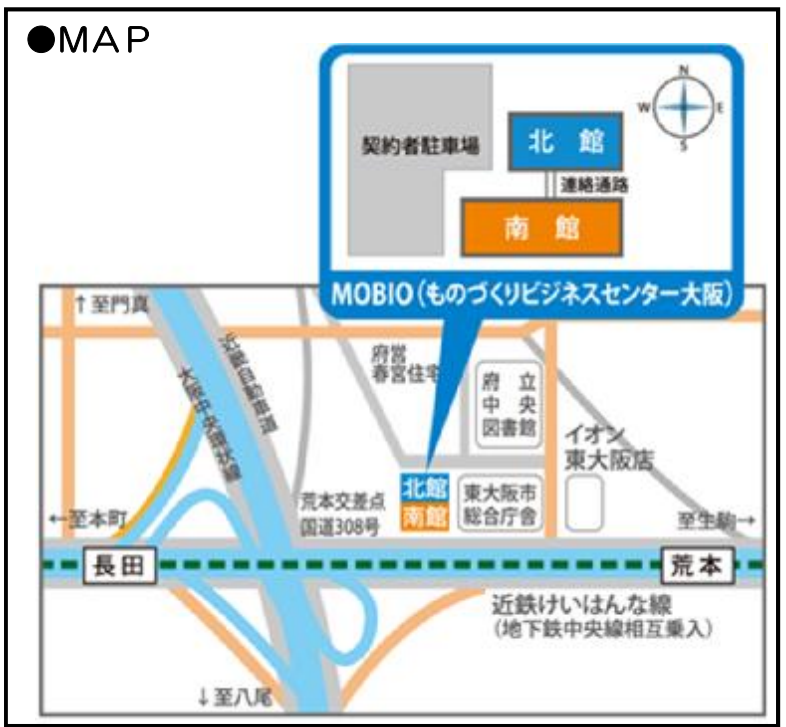 ●MAP
N
W
E
S
契約者駐車場
北 館
連絡通路
南 館
MOBIO(ものづくりビジネスセンター大阪)
↑至門真
近畿自動車道
大阪中央環状線
府営
春宮住宅
府 立
中 央
図書館
イオン
東大阪店
北館
南館
東大阪市
総合庁舎
荒本交差点
国道308号
←至本町
至生駒→
長田
荒本
近鉄けいはんな線
(地下鉄中央線相互乗入)
↓至八尾